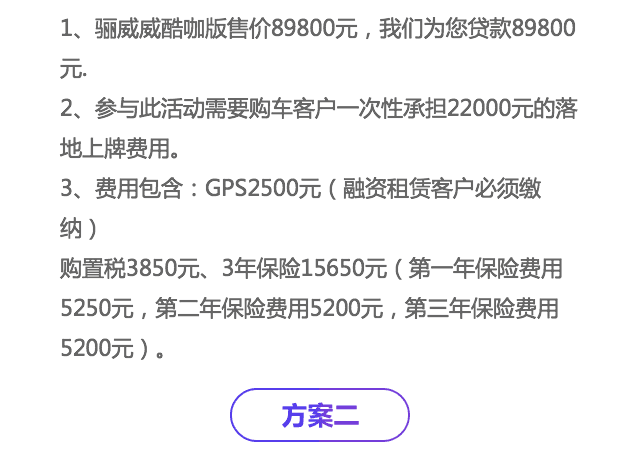 1、骊威威酷咖版售价89800元，我们为您贷款89800
元.
2、参与此活动需要购车客户一次性承担22000元的落
地上牌费用。
3、费用包含：GPS2500元（融资租赁客户必须缴
纳）
购置税3850元、3年保险15650元（第一年保险费用
5250元，第二年保险费用5200元，第三年保险费用
5200元）。
方案二